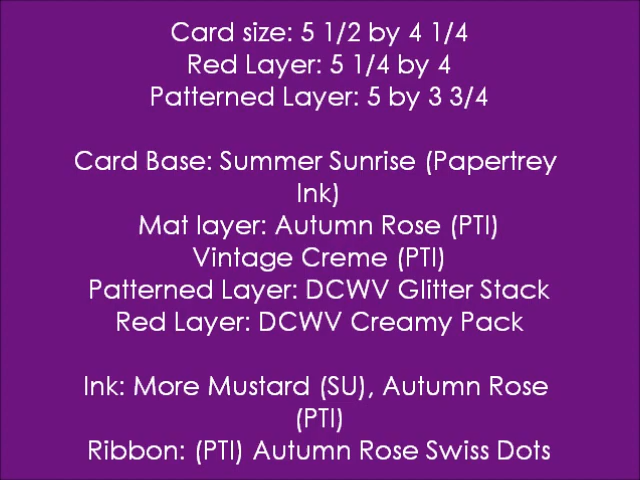 Card size: 5 1/2 by 4 1/4
Red Layer: 5 1/4 by 4
Patterned Layer: 5 by 3 3/4
Card Base: Summer Sunrise (Papertrey
Ink)
Mat layer: Autumn Rose (PTI)
Vintage Creme (PTI)
Patterned Layer: DCWV Glitter Stack
Red Layer: DCWV Creamy Pack
Ink: More Mustard (SU), Autumn Rose
(PTI)
Ribbon: (PTI) Autumn Rose Swiss Dots